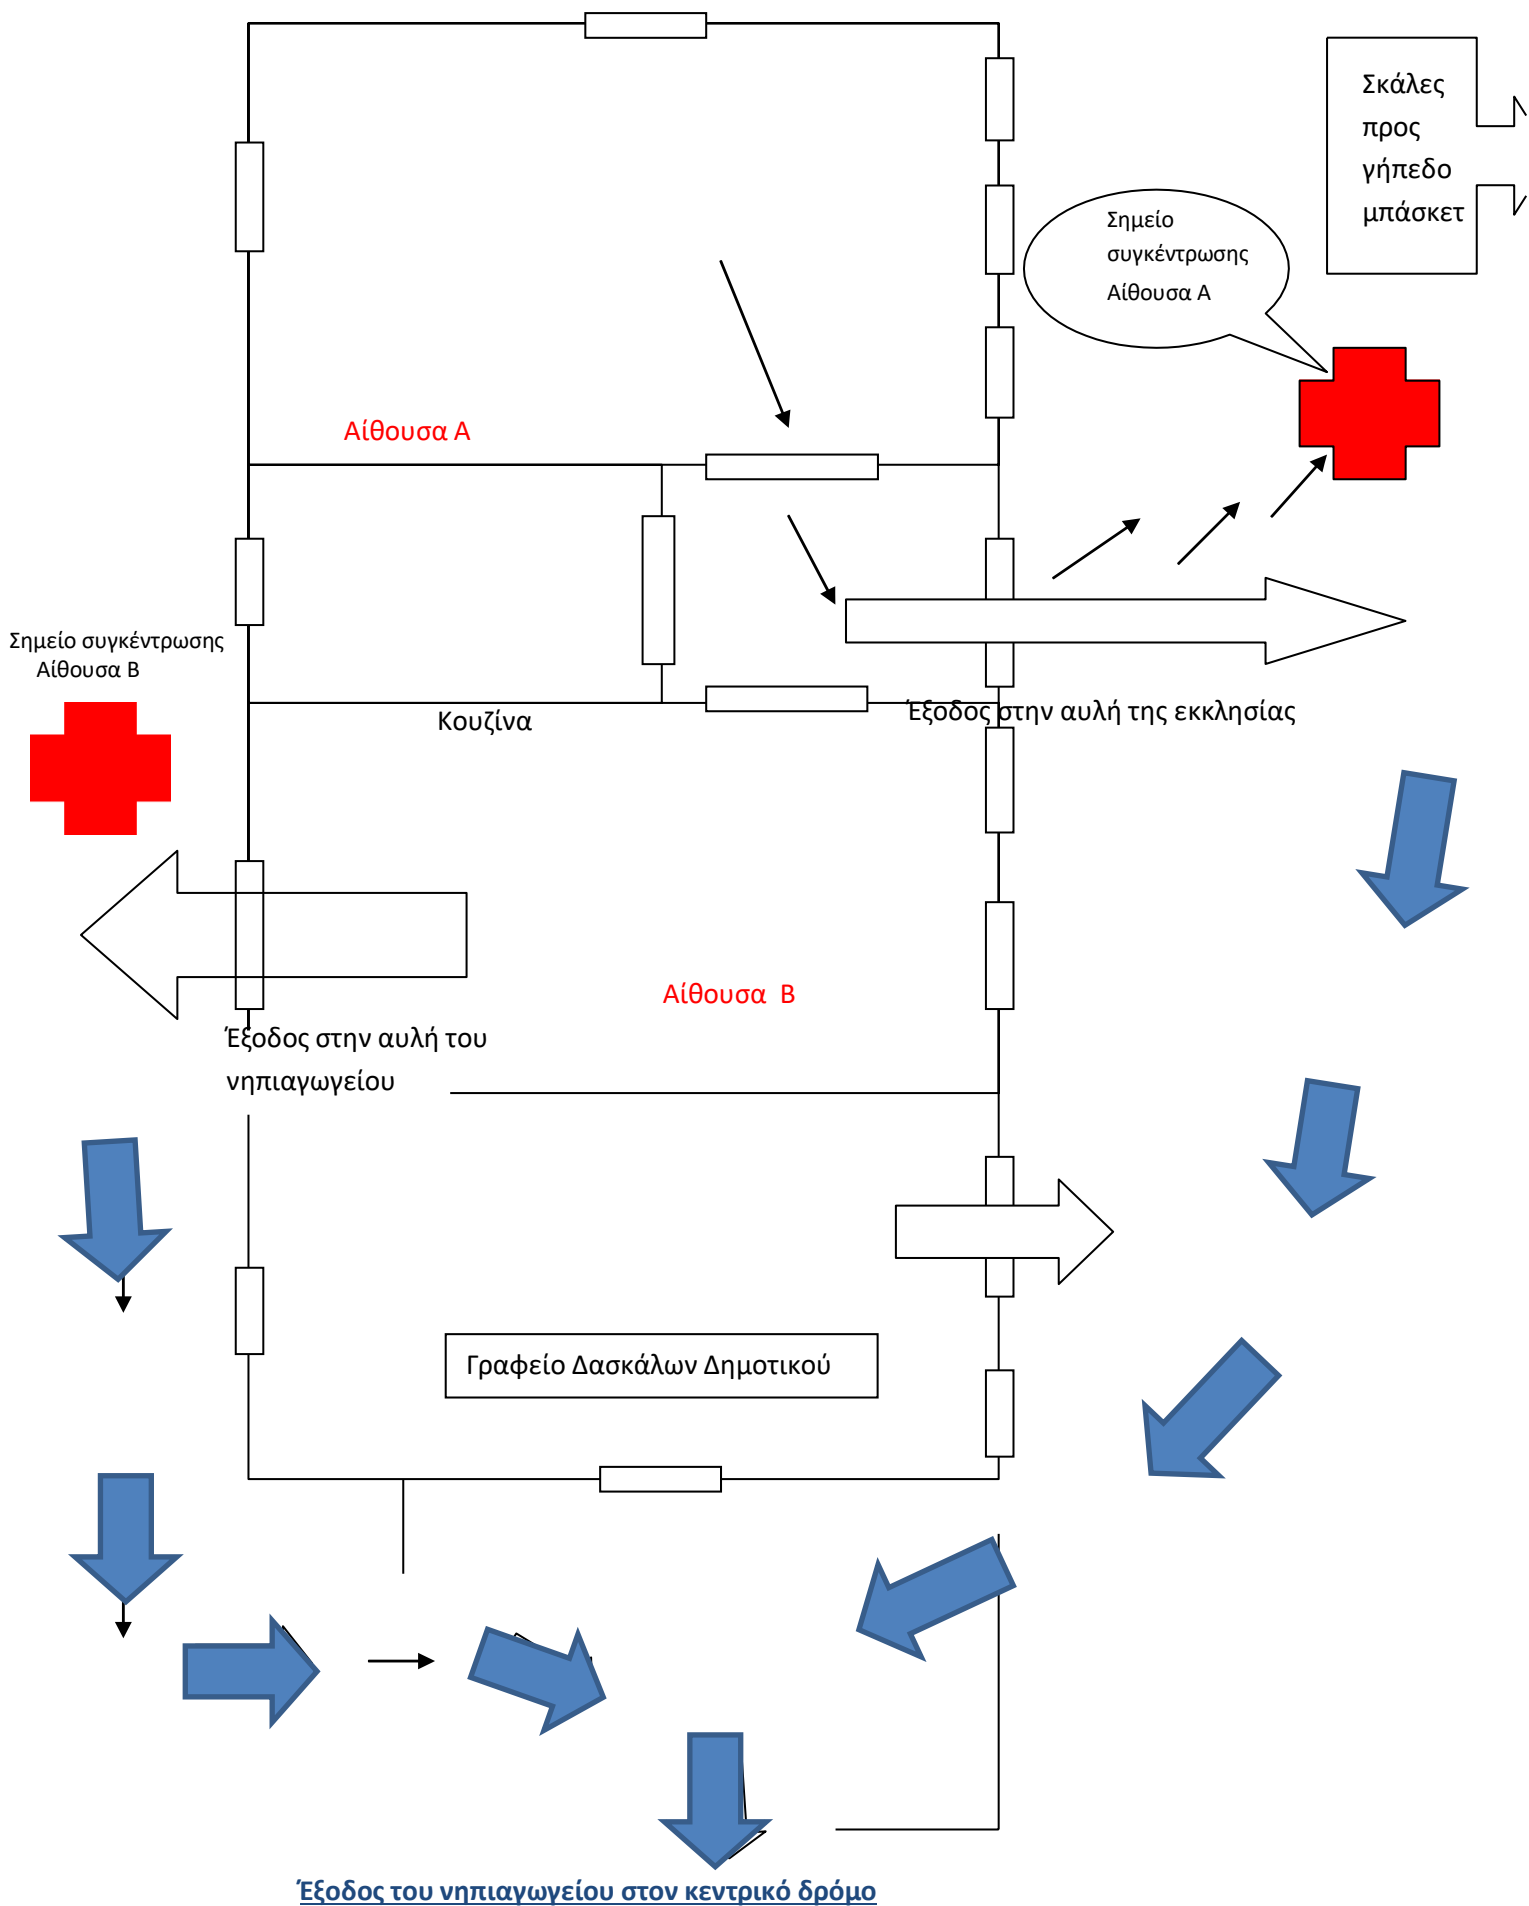 Σκάλες
προς
γήπεδο
μπάσκετ
Σημείο
συγκέντρωσης
Αίθουσα Α
Αίθουσα Α
Σημείο συγκέντρωσης
Αίθουσα Β
Κουζίνα
Έξοδος στην αυλή της εκκλησίας
Αίθουσα Β
Έξοδος στην αυλή του
νηπιαγωγείου
Γραφείο Δασκάλων Δημοτικού
Έξοδος του νηπιαγωγείου στον κεντρικό δρόμο